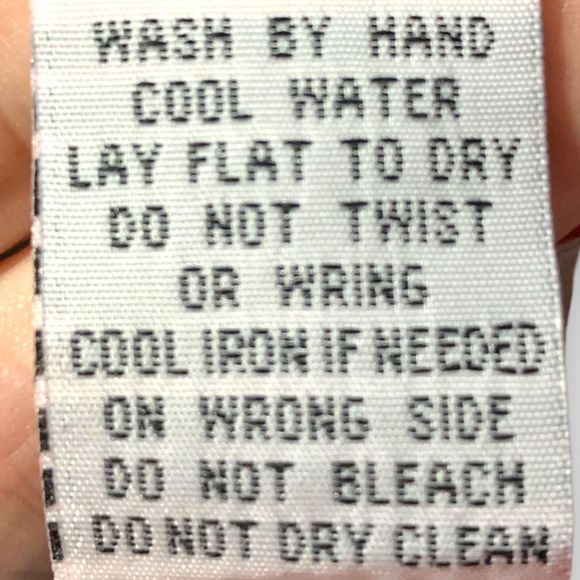 WASH BY HAND
COOL WATER
LAY FLAT TO DRY
DO NOT TWIST
OR WRING
COOL IRON IF NEEDED
ON WRONG SIDE
DO NOT BLEACH
DO NOT DRY CLEAN